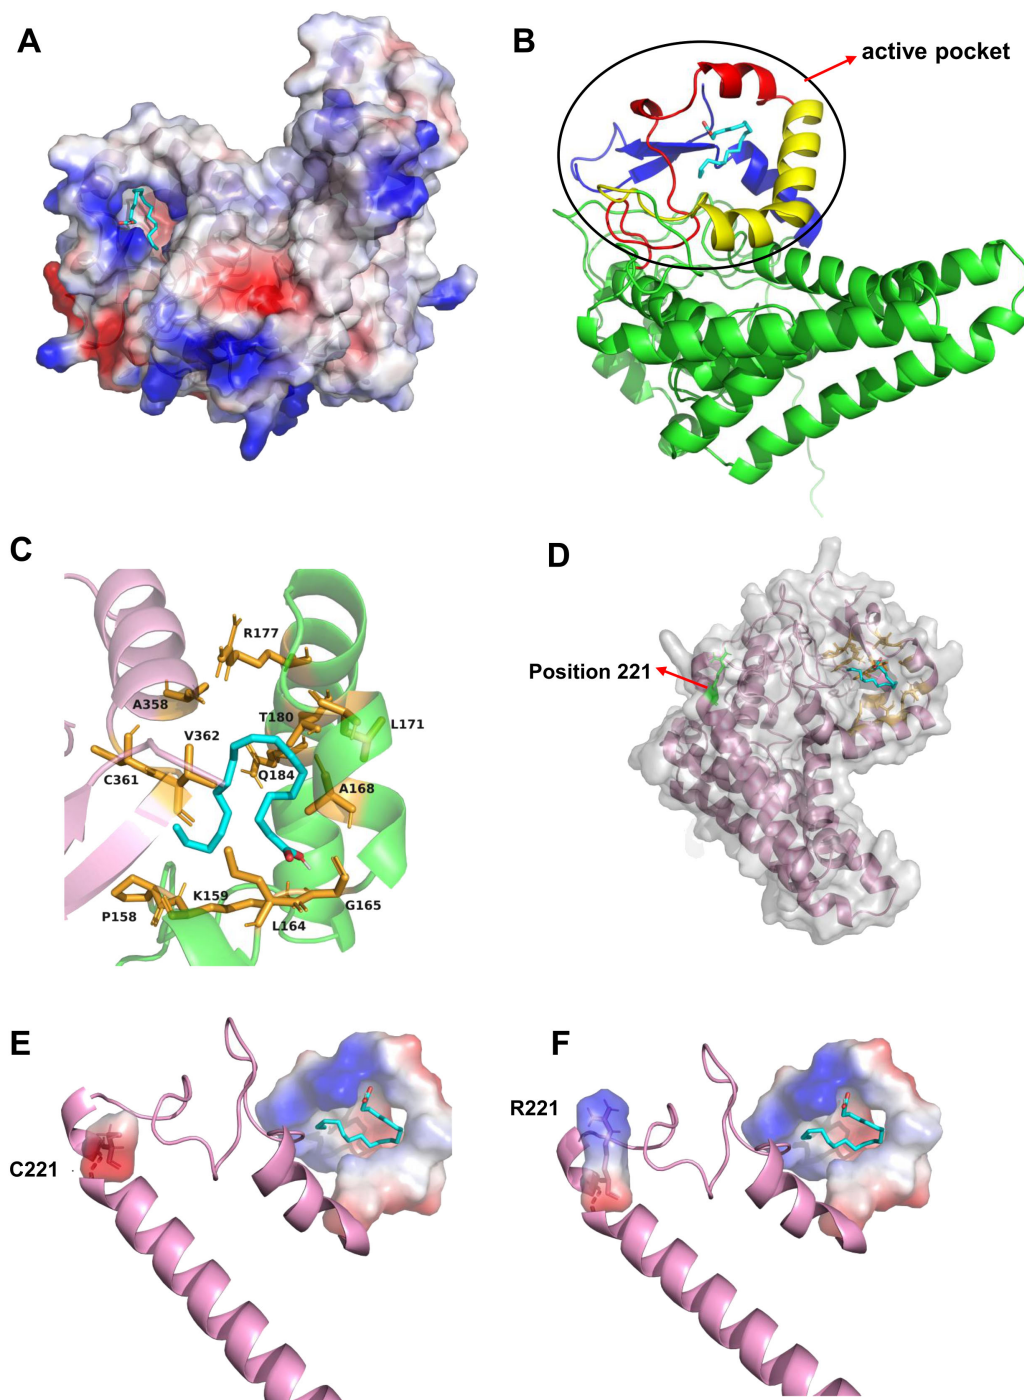 A
B
active pocket
C
R177
A358
T180
L171
V362
C361
Q184
A168
K159
G165
P158
L164
D
Position 221
E
C221
F
R221